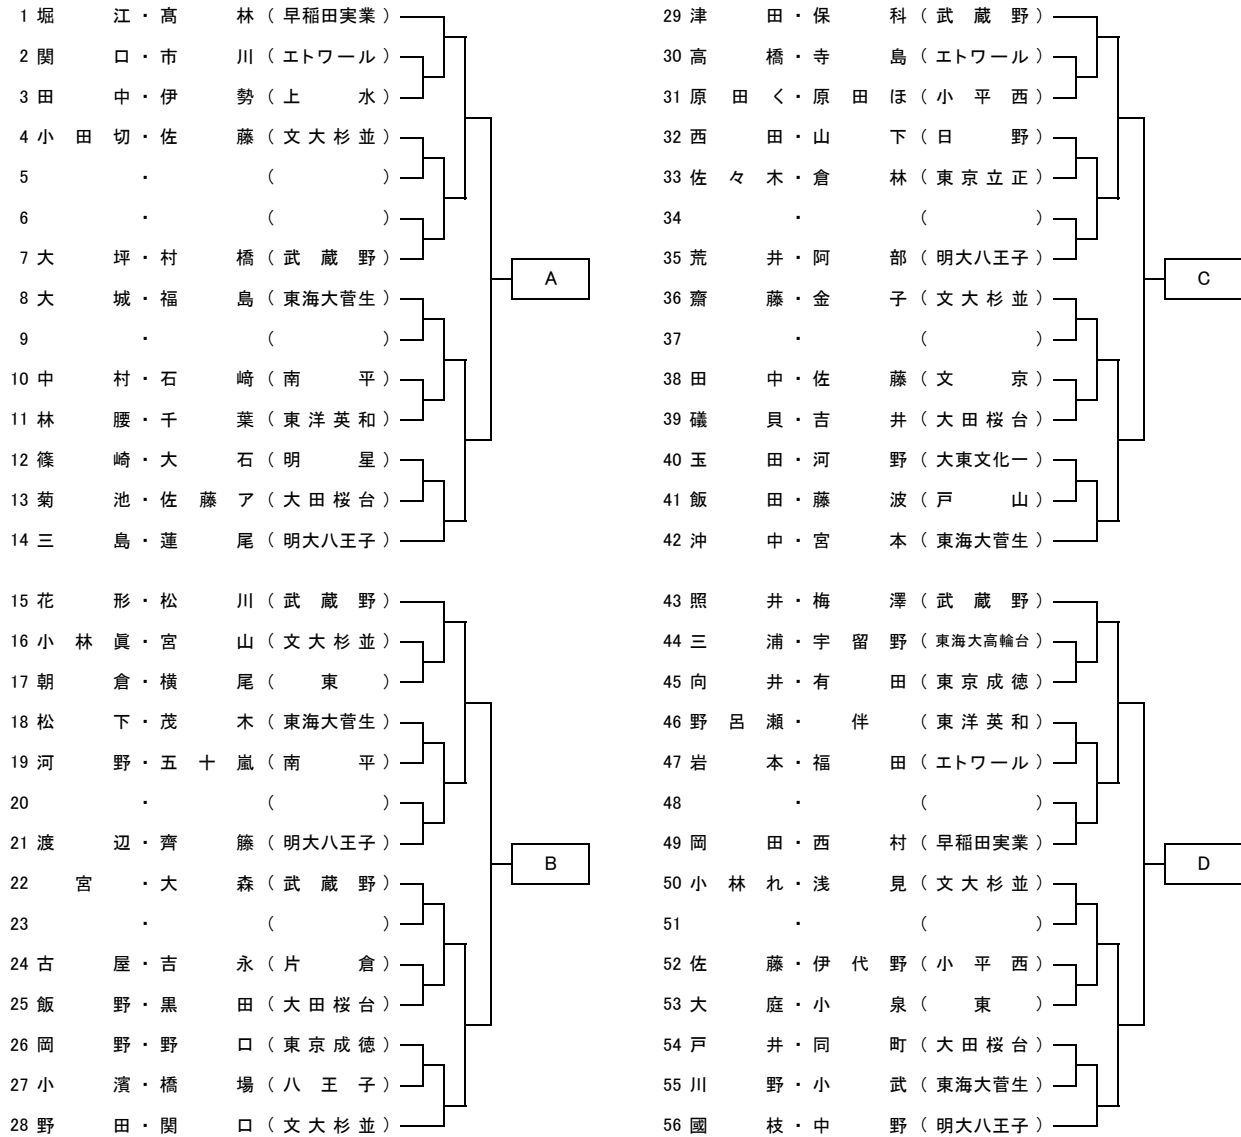 1 堀江・髙林（早稲田実業）
2 関口・市川（エトワール）
3 田中・伊勢（上水）
4 小田切・佐藤（文大杉並）
5 ・（ ）
6 ・（ ）
7 大坪・村橋（武蔵野）
8 大城・福島（東海大菅生）
9 ・（ ）
10 中村・石﨑（南平）
11 林腰・千葉（東洋英和）
12 篠崎・大石（明星）
13 菊池・佐藤ア（大田桜台）
14 三島・蓮尾（明大八王子）
A
15 花形・松川（武蔵野）
16 小林眞・宮山（文大杉並）
17 朝倉・横尾（東）
18 松下・茂木（東海大菅生）
19 河野・五十嵐（南平）
20 ・（ ）
21 渡辺・齊籐（明大八王子）
22 宮・大森（武蔵野）
23 ・（ ）
24 古屋・吉永（片倉）
25 飯野・黒田（大田桜台）
26 岡野・野口（東京成徳）
27 小濱・橋場（八王子）
28 野田・関口（文大杉並）
B
29 津田・保科（武蔵野）
30 高橋・寺島（エトワール）
31 原田く・原田ほ（小平西）
32 西田・山下（日野）
33 佐々木・倉林（東京立正）
34 ・（ ）
35 荒井・阿部（明大八王子）
36 齋藤・金子（文大杉並）
37 ・（ ）
38 田中・佐藤（文京）
39 礒貝・吉井（大田桜台）
40 玉田・河野（大東文化一）
41 飯田・藤波（戸山）
42 沖中・宮本（東海大菅生）
C
43 照井・梅澤（武蔵野）
44 三浦・宇留野（東海大高輪台）
45 向井・有田（東京成徳）
46 野呂瀬・伴（東洋英和）
47 岩本・福田（エトワール）
48 ・（ ）
49 岡田・西村（早稲田実業）
50 小林れ・浅見（文大杉並）
51 ・（ ）
52 佐藤・伊代野（小平西）
53 大庭・小泉（東）
54 戸井・同町（大田桜台）
55 川野・小武（東海大菅生）
56 國枝・中野（明大八王子）
D